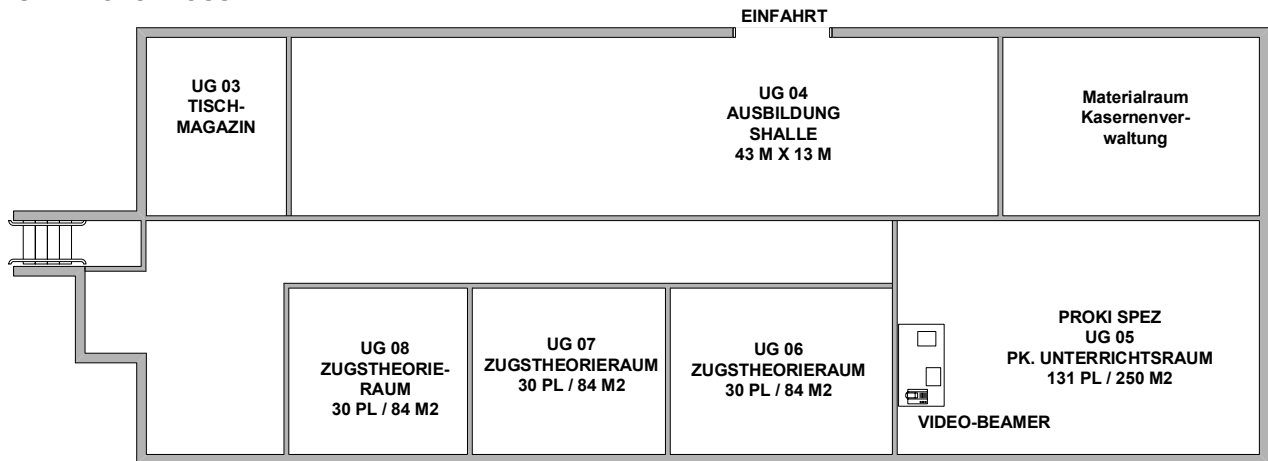 EINFAHRT
UG 03
TISCH-
MAGAZIN
UG 04
AUSBILDUNG
SHALLE
43 M X 13 M
Materialraum
Kasernenver-
waltung
UG 08
ZUGSTHEORIE-
RAUM
30 PL / 84 M2
UG 07
ZUGSTHEORIERAUM
30 PL / 84 M2
UG 06
ZUGSTHEORIERAUM
30 PL / 84 M2
PROKI SPEZ
UG 05
PK. UNTERRICHTSRAUM
131 PL / 250 M2
VIDEO-BEAMER